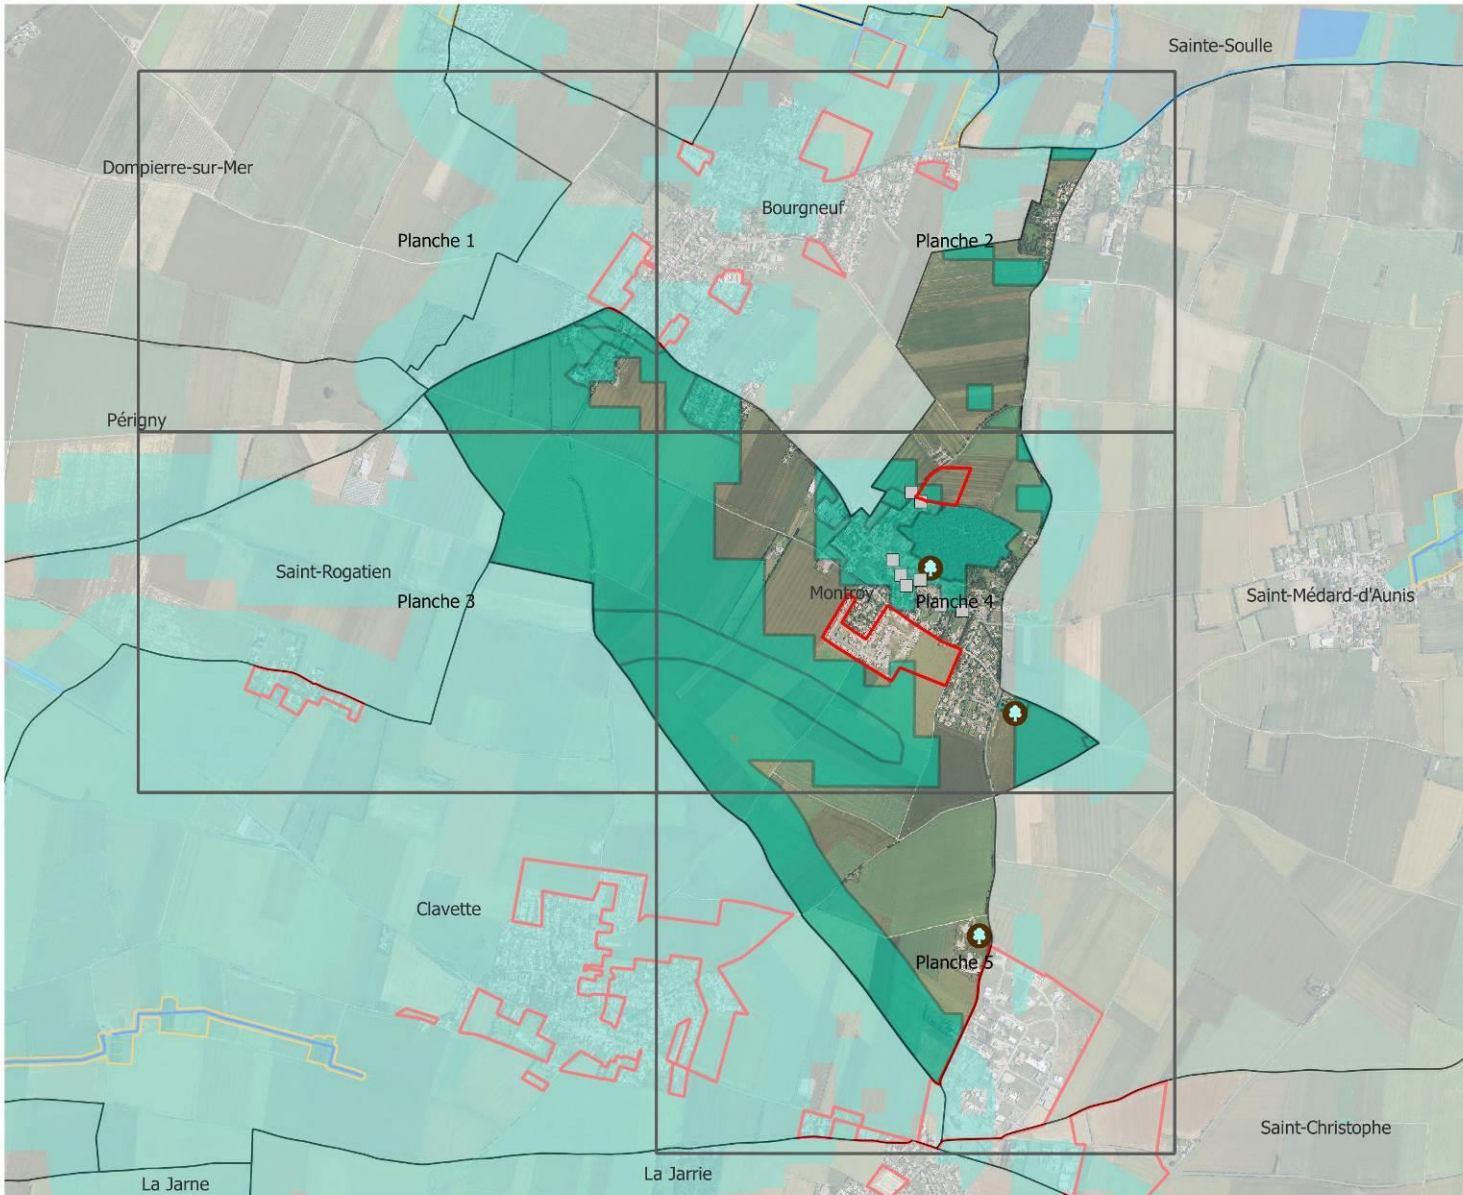 Sainte-Soulle
Dompierre-sur-Mer
Bourgneuf
Planche 1
Planche 2
Périgny
Saint-Rogatien
Planche 3
Montroy
Planche 4
Saint-Médard-d'Aunis
Clavette
Planche 5
Saint-Christophe
La Jarrie
La Jarne